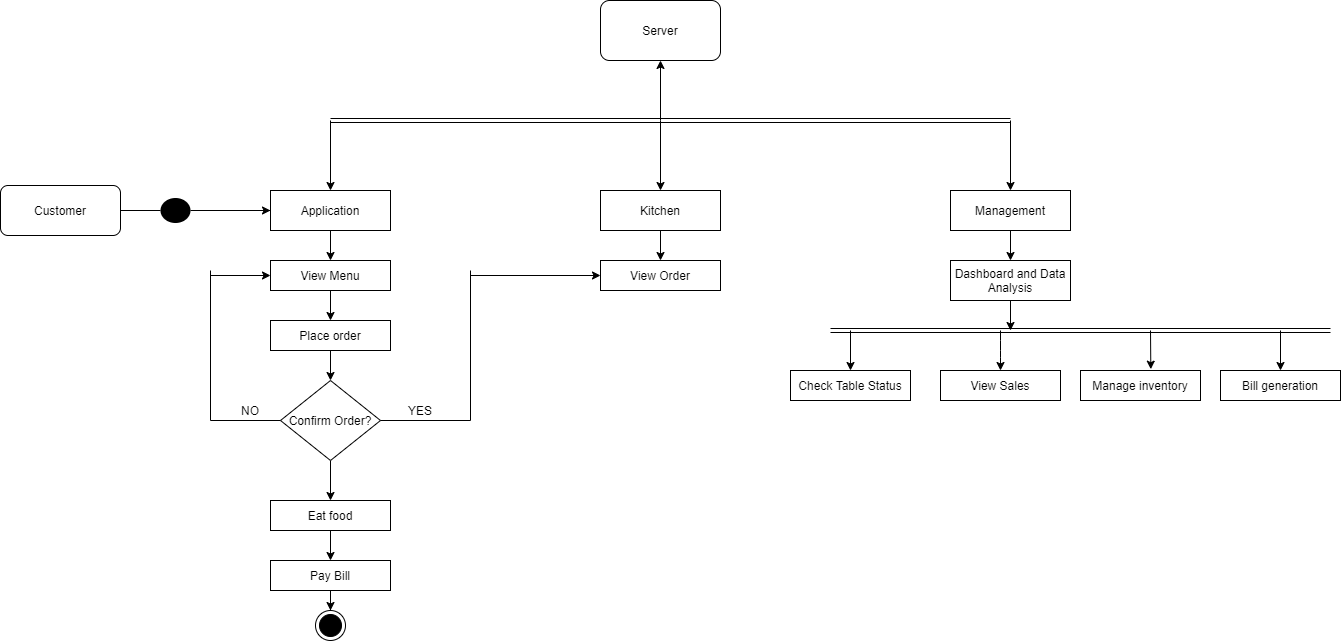 Server
Customer
Application
Kitchen
Management
View Menu
View Order
Dashboard and Data
Analysis
Place order
Check Table Status
View Sales
Manage inventory
Bill generation
NO
Confirm Order?
YES
Eat food
Pay Bill